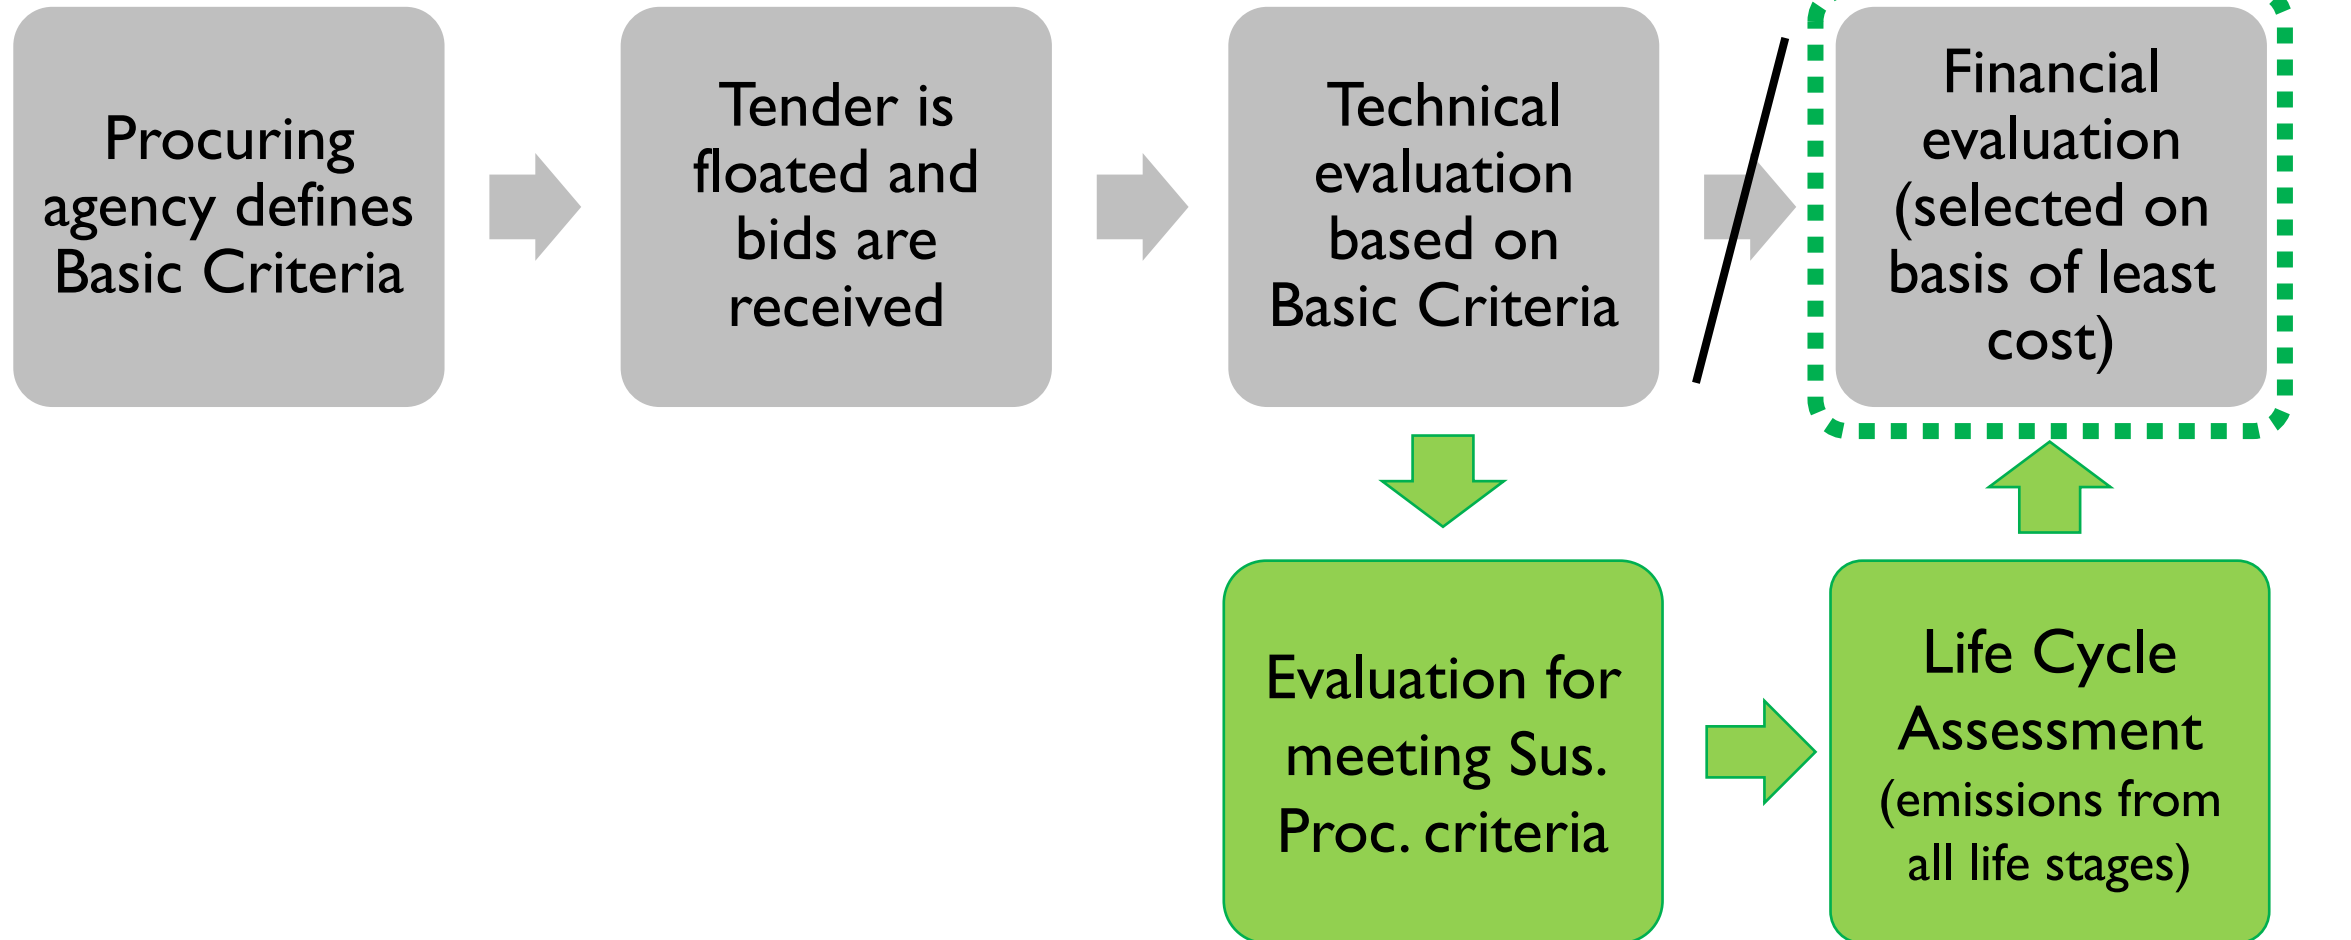 Procuring
agency defines
Basic Criteria
Tender is
floated and
bids are
received
Technical
evaluation
based on
Basic Criteria
Financial
evaluation
(selected on
basis of least
cost)
Evaluation for
meeting Sus.
Proc. criteria
Life Cycle
Assessment
(emissions from
all life stages)